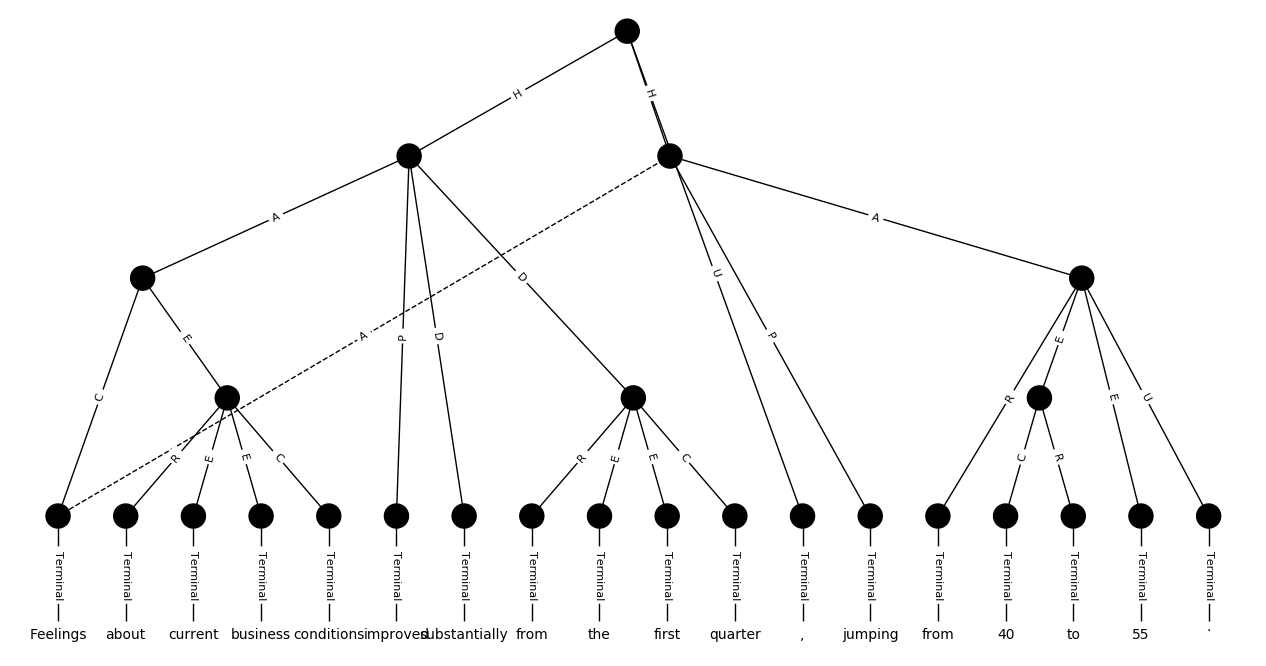 H H
A A
A U P D D
E P D E
C R E
R E E C R E E C C R E U
Terminal Terminal Terminal Terminal Terminal Terminal Terminal Terminal Terminal Terminal Terminal Terminal Terminal Terminal Terminal Terminal Terminal Terminal
Feelings about current business conditions improved substantially from the first quarter , jumping from 40 to 55 .